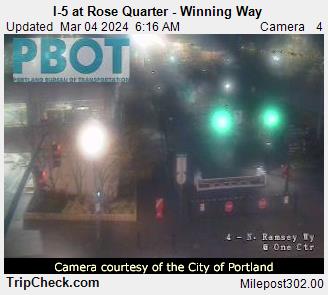 I-5 at Rose Quarter - Winning Way
Updated Mar 04 2024 6:16 AM Camera 4
PBOT
PORTLAND BUREAU OF TRANSPORTATION
4 - N. Ramsey Wy
@ One Ctr
Camera courtesy of the City of Portland
TripCheck.com Milepost302.00